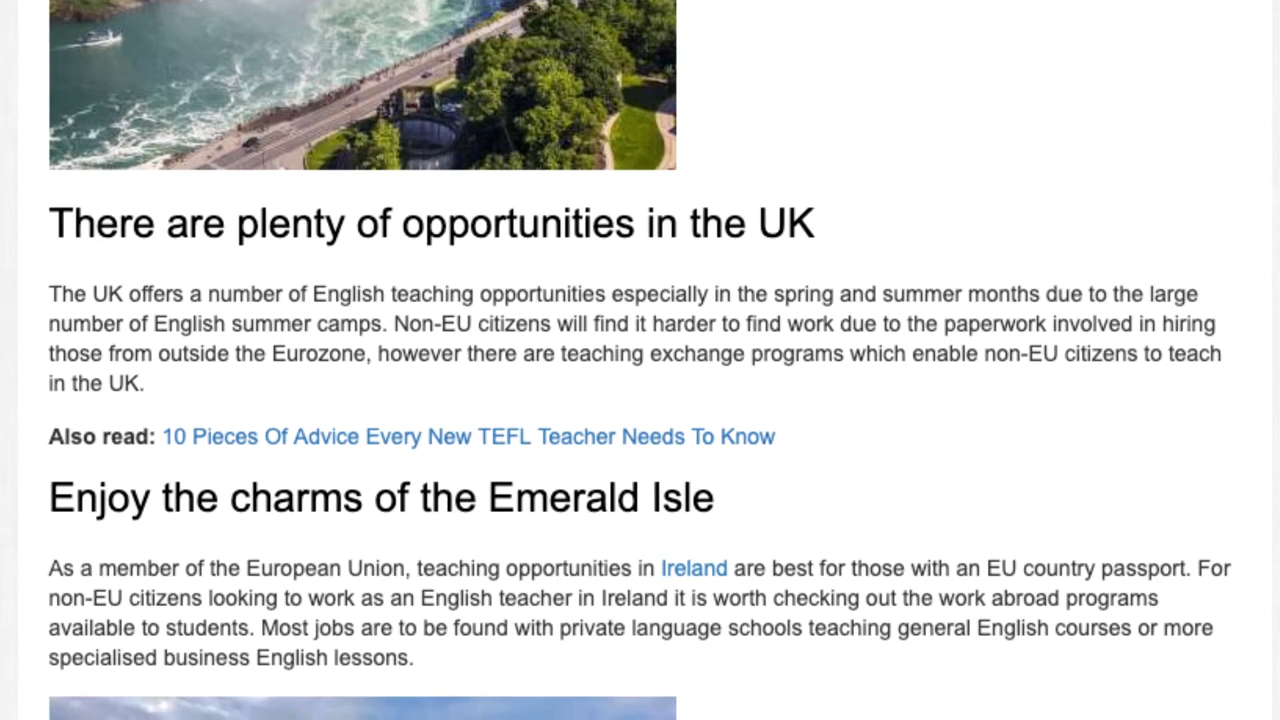 There are plenty of opportunities in the UK
The UK offers a number of English teaching opportunities especially in the spring and summer months due to the large
number of English summer camps. Non-EU citizens will find it harder to find work due to the paperwork involved in hiring
those from outside the Eurozone, however there are teaching exchange programs which enable non-EU citizens to teach
in the UK.
Also read: 10 Pieces Of Advice Every New TEFL Teacher Needs To Know
Enjoy the charms of the Emerald Isle
As a member of the European Union, teaching opportunities in Ireland are best for those with an EU country passport. For
non-EU citizens looking to work as an English teacher in Ireland it is worth checking out the work abroad programs
available to students. Most jobs are to be found with private language schools teaching general English courses or more
specialised business English lessons.